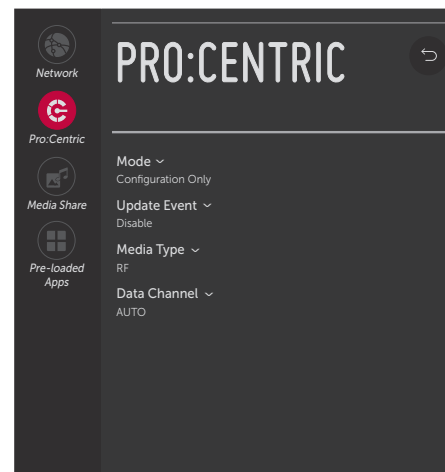 Network
Pro:Centric
Media Share
Pre-loaded
Apps
PRO:CENTRIC
Mode
Configuration Only
Update Event
Disable
Media Type
RF
Data Channel
AUTO